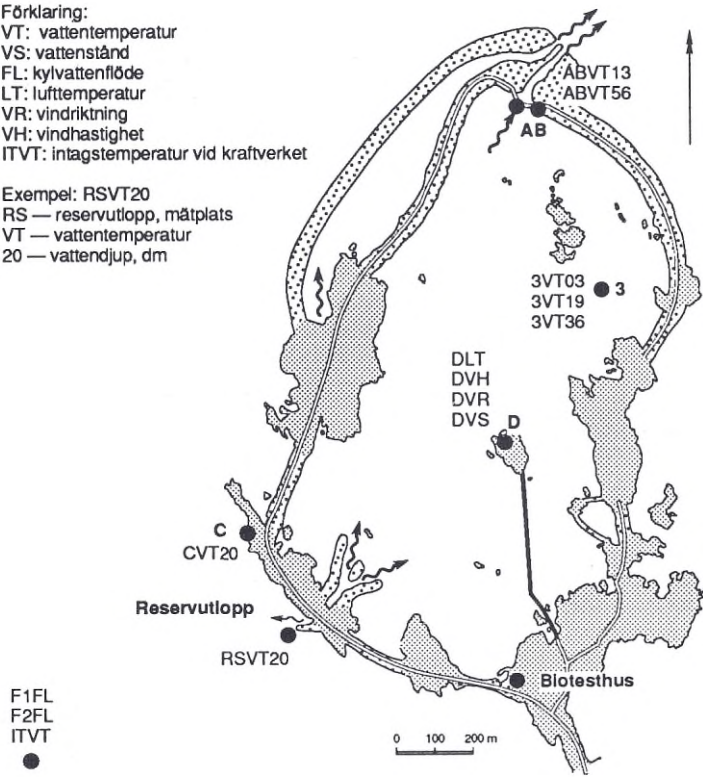 Förklaring:
VT: vattentemperatur
VS: vattenstånd
FL: kylvattenflöde
LT: lufttemperatur
VR: vindriktning
VH: vindhastighet
ITVT: intagstemperatur vid kraftverket
Exempel: RSVT20
RS — reservutlopp, mätplats
VT — vattentemperatur
20 — vattendjup, dm
ABVT13
ABVT56
AB
3VT03
3VT19
3VT36
3
DLT
DVH
DVR
DVS
D
C
CVT20
Reservutlopp
RSVT20
Biotesthus
F1FL
F2FL
ITVT
0 100 200 m